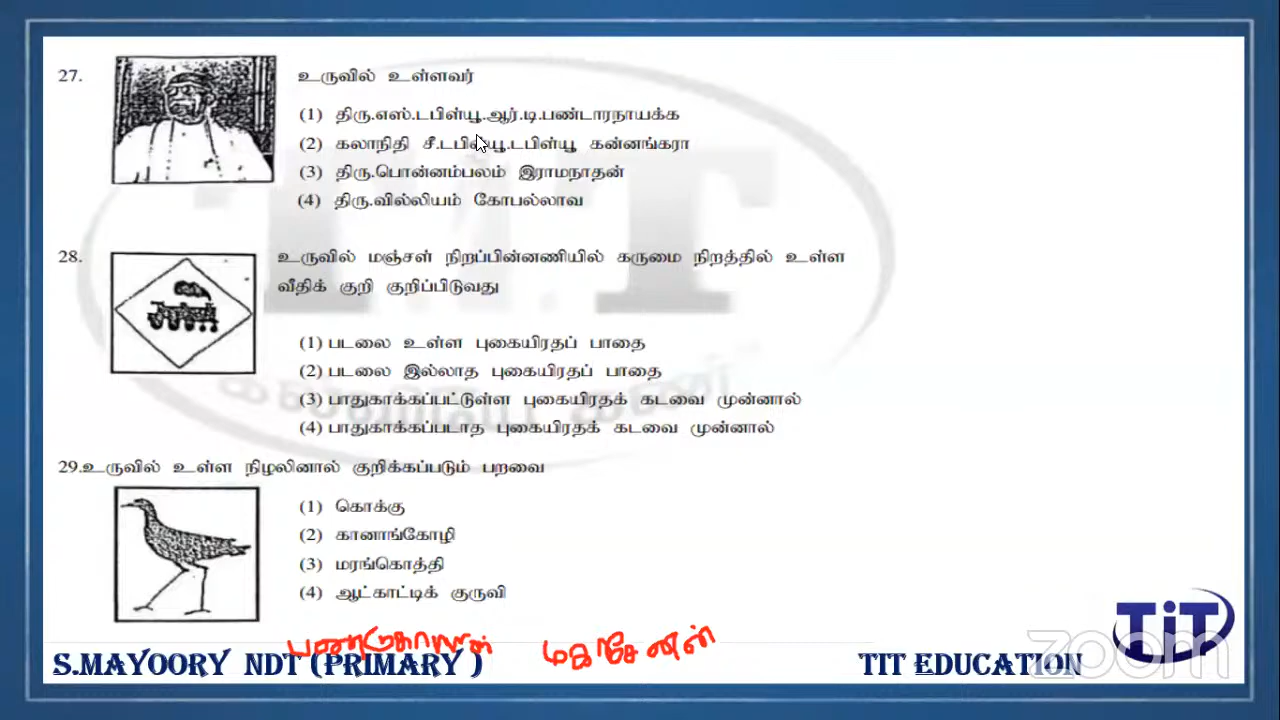 27. உருவில் உள்ளவர்
(1) திரு.எஸ்.டபிள்யூ.ஆர்.டி.பண்டாரநாயக்க
(2) கலாநிதி சீ.டபிள்யூ.டபிள்யூ கன்னங்கரா
(3) திரு.பொன்னம்பலம் இராமநாதன்
(4) திரு.வில்லியம் கோபல்லாவ
28. உருவில் மஞ்சள் நிறப்பின்னணியில் கருமை நிறத்தில் உள்ள
வீதிக் குறி குறிப்பிடுவது
(1) படலை உள்ள புகையிரதப் பாதை
(2) படலை இல்லாத புகையிரதப் பாதை
(3) பாதுகாக்கப்பட்டுள்ள புகையிரதக் கடவை முன்னால்
(4) பாதுகாக்கப்படாத புகையிரதக் கடவை முன்னால்
29.உருவில் உள்ள நிழலினால் குறிக்கப்படும் பறவை
(1) கொக்கு
(2) கானாங்கோழி
(3) மரங்கொத்தி
(4) ஆட்காட்டிக் குருவி
மகாசேனன்
S.MAYOORY NDT (PRIMARY ) TIT EDUCATION
TiT
zoom